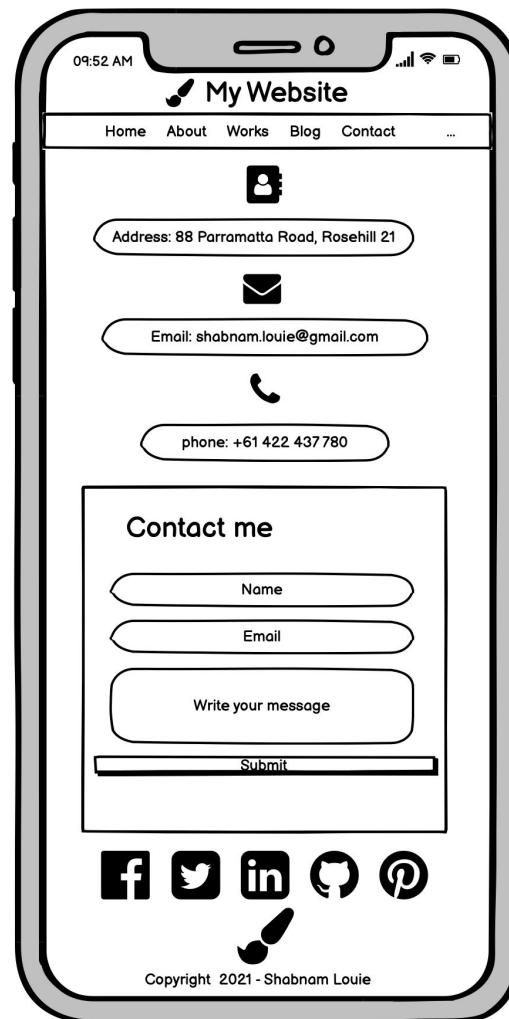 09:52 AM
My Website
Home About Works Blog Contact ...
Address: 88 Parramatta Road, Rosehill 21
Email: shabnam.louie@gmail.com
phone: +61 422 437 780
Contact me
Name
Email
Write your message
Submit
Copyright 2021 - Shabnam Louie